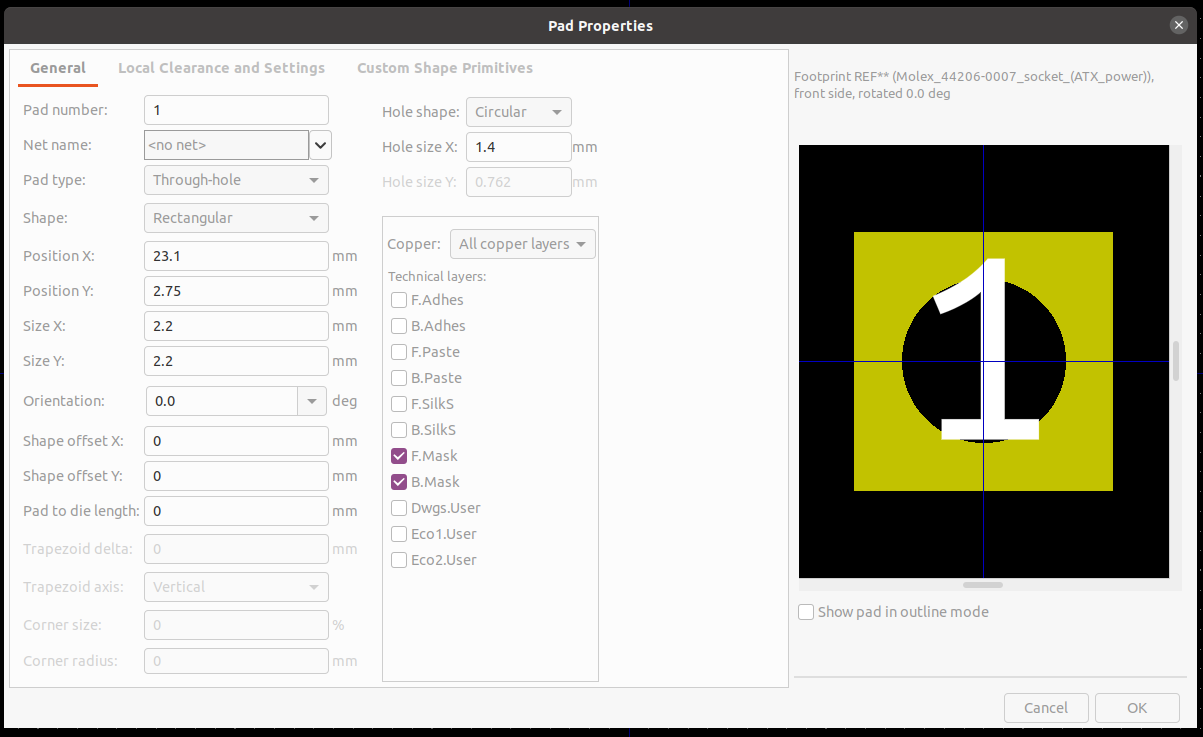 Pad Properties
General Local Clearance and Settings Custom Shape Primitives
Pad number: 1
Net name: <no net>
Pad type: Through-hole
Shape: Rectangular
Position X: 23.1 mm
Position Y: 2.75 mm
Size X: 2.2 mm
Size Y: 2.2 mm
Orientation: 0.0 deg
Shape offset X: 0 mm
Shape offset Y: 0 mm
Pad to die length: 0 mm
Trapezoid delta: 0 mm
Trapezoid axis: Vertical
Corner size: 0 %
Corner radius: 0 mm
Hole shape: Circular
Hole size X: 1.4 mm
Hole size Y: 0.762 mm
Copper: All copper layers
Technical layers:
F.Adhes
B.Adhes
F.Paste
B.Paste
F.SilkS
B.SilkS
F.Mask
B.Mask
Dwgs.User
Eco1.User
Eco2.User
Footprint REF** (Molex_44206-0007_socket_(ATX_power)),
front side, rotated 0.0 deg
1
Show pad in outline mode
Cancel OK